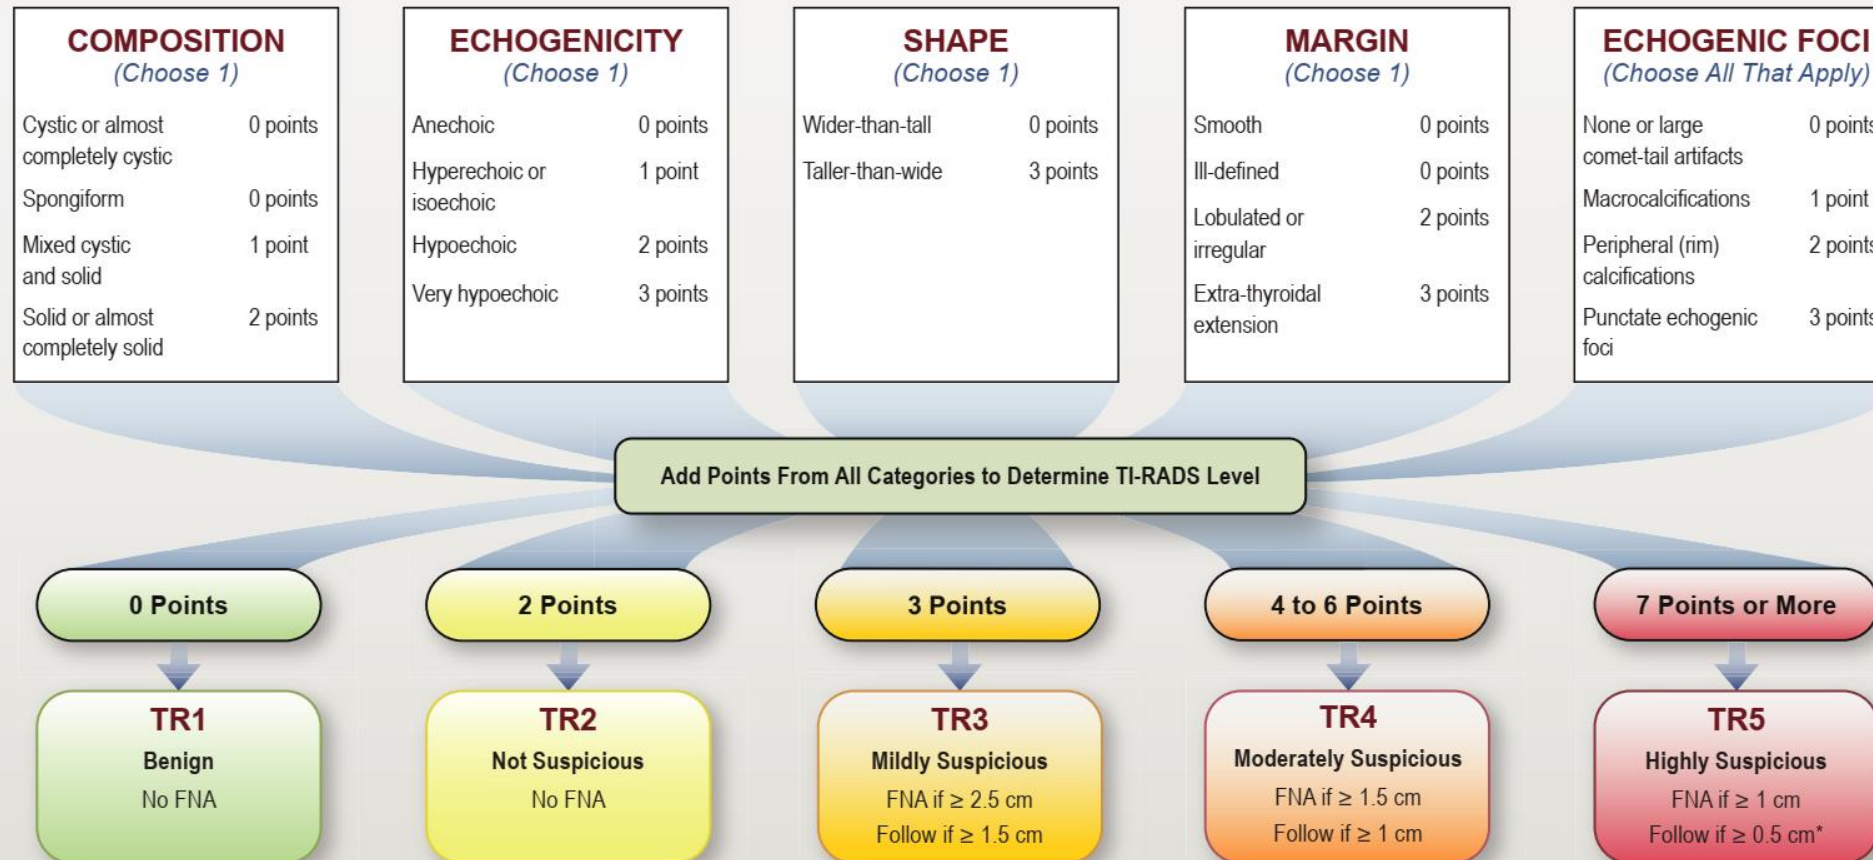 COMPOSITION
(Choose 1)
Cystic or almost 0 points
completely cystic
Spongiform 0 points
Mixed cystic 1 point
and solid
Solid or almost 2 points
completely solid
ECHOGENICITY
(Choose 1)
Anechoic 0 points
Hyperechoic or 1 point
isoechoic
Hypoechoic 2 points
Very hypoechoic 3 points
SHAPE
(Choose 1)
Wider-than-tall 0 points
Taller-than-wide 3 points
MARGIN
(Choose 1)
Smooth 0 points
Ill-defined 0 points
Lobulated or 2 points
irregular
Extra-thyroidal 3 points
extension
ECHOGENIC FOCI
(Choose All That Apply)
None or large 0 points
comet-tail artifacts
Macrocalcifications 1 point
Peripheral (rim) 2 points
calcifications
Punctate echogenic 3 points
foci
Add Points From All Categories to Determine TI-RADS Level
0 Points
2 Points
3 Points
4 to 6 Points
7 Points or More
TR1
Benign
No FNA
TR2
Not Suspicious
No FNA
TR3
Mildly Suspicious
FNA if ≥ 2.5 cm
Follow if ≥ 1.5 cm
TR4
Moderately Suspicious
FNA if ≥ 1.5 cm
Follow if ≥ 1 cm
TR5
Highly Suspicious
FNA if ≥ 1 cm
Follow if ≥ 0.5 cm*